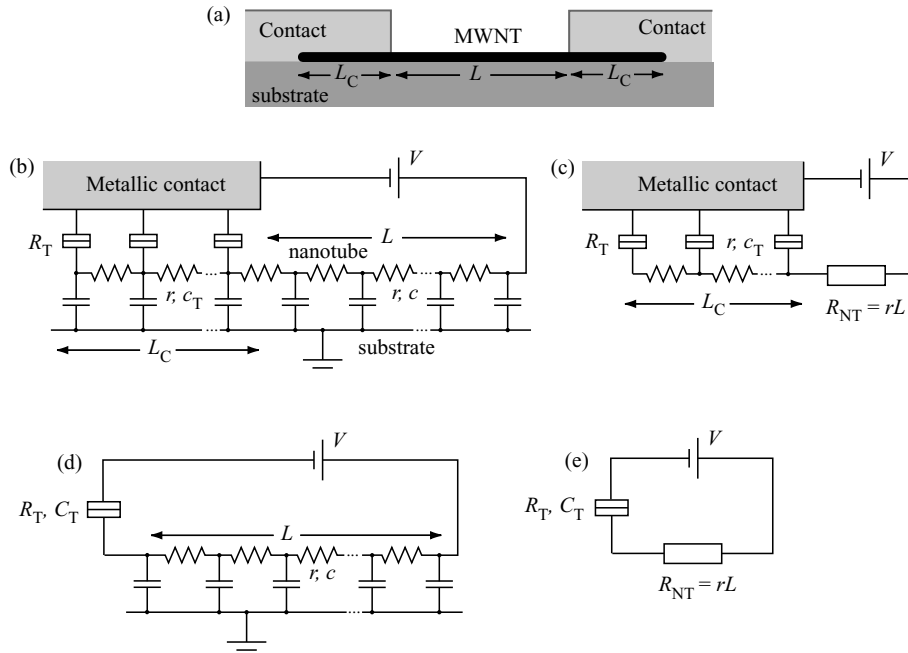 (a)
Contact
MWNT
Contact
L_C
L
L_C
substrate
(b)
V
Metallic contact
R_T
L
nanotube
r, c_T
r, c
L_C
substrate
(c)
V
Metallic contact
R_T
r, c_T
L_C
R_NT = rL
(d)
V
R_T, C_T
L
r, c
(e)
V
R_T, C_T
R_NT = rL